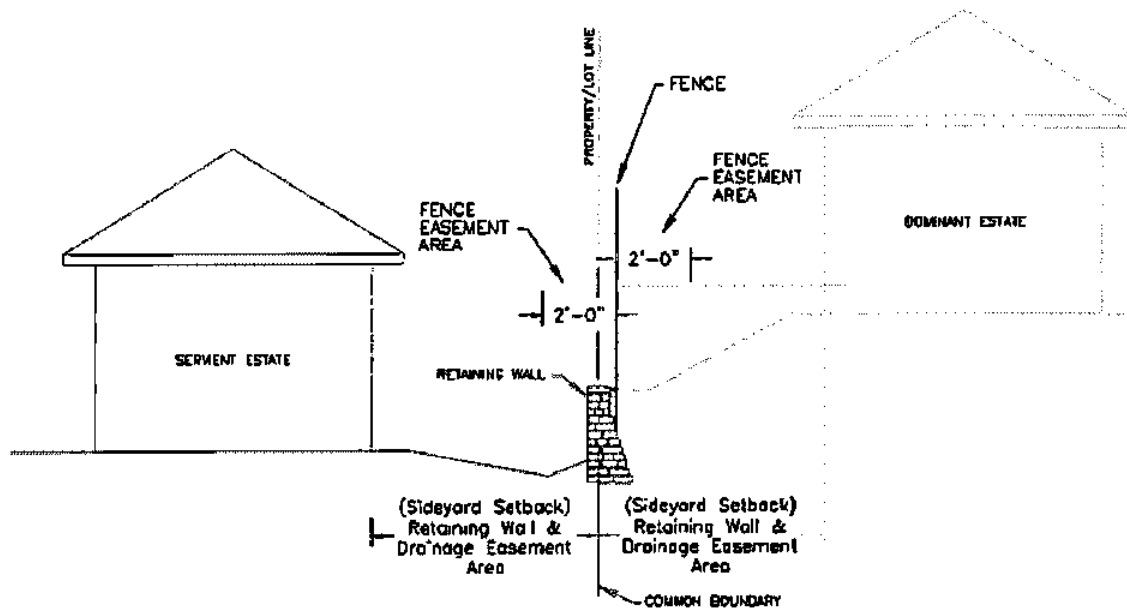 PROPERTY/LOT LINE
FENCE
FENCE
EASEMENT
AREA
FENCE
EASEMENT
AREA
DOMINANT ESTATE
2'-0"
2'-0"
SERVIENT ESTATE
RETAINING WALL
(Sideyard Setback)
Retaining Wall &
Drainage Easement
Area
(Sideyard Setback)
Retaining Wall &
Drainage Easement
Area
COMMON BOUNDARY